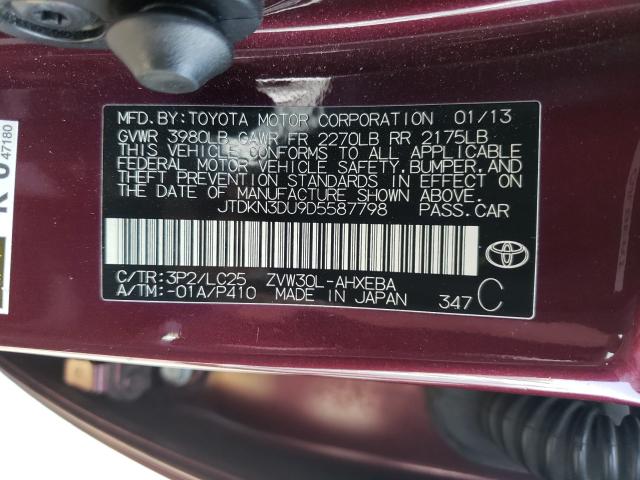 MFD.BY:TOYOTA MOTOR CORPORATION 01/13
GVWR 3980LB GAWR FR 2270LB RR 2175LB
THIS VEHICLE CONFORMS TO ALL APPLICABLE
FEDERAL MOTOR VEHICLE SAFETY,BUMPER,AND
THEFT PREVENTION STANDARDS IN EFFECT ON
THE DATE OF MANUFACTURE SHOWN ABOVE.
JTDKN3DU9D5587798 PASS.CAR
C/TR:3P2/LC25 ZVW30L-AHXEBA
A/TM:-01A/P410 MADE IN JAPAN 347 C
47180